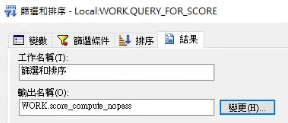 篩選和排序 - Local:WORK.QUERY_FOR_SCORE
變數 篩選條件 排序 結果
工作名稱(T):
篩選和排序
輸出名稱(O):
WORK.score_compute_nopass 變更(H)...